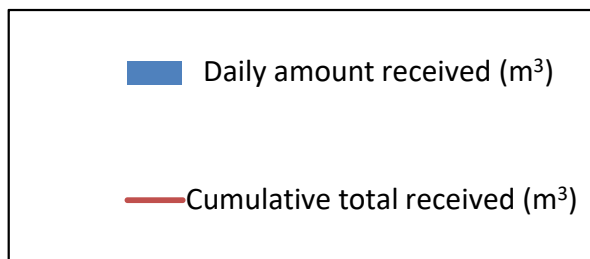 Daily amount received (m³)
Cumulative total received (m³)